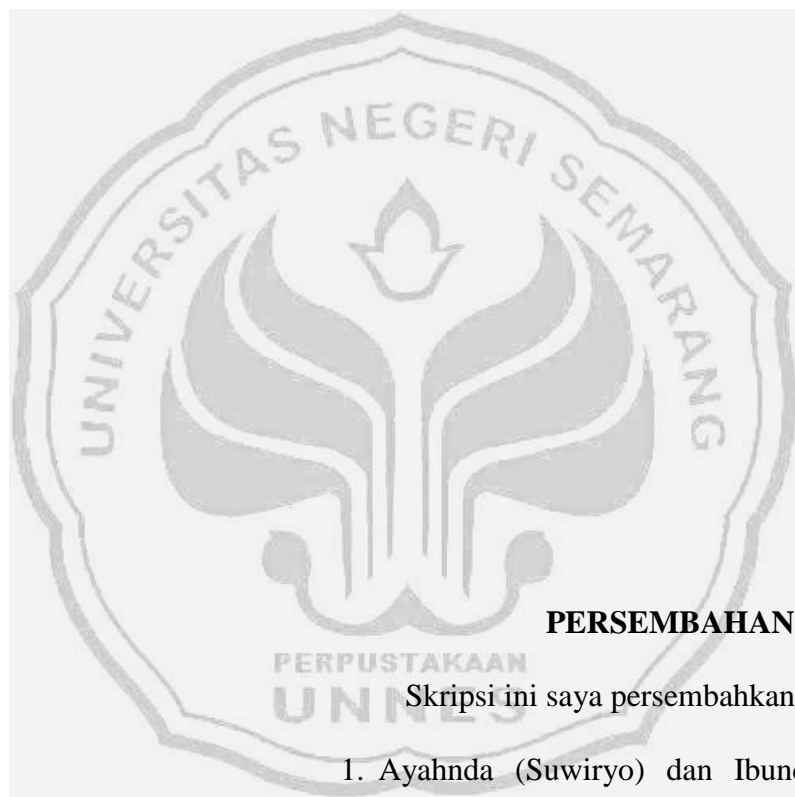 UNIVERSITAS NEGERI SEMARANG
PERPUSTAKAAN
UNNES
PERSEMBAHAN
Skripsi ini saya persembahkan
1. Ayahnda (Suwiryo) dan